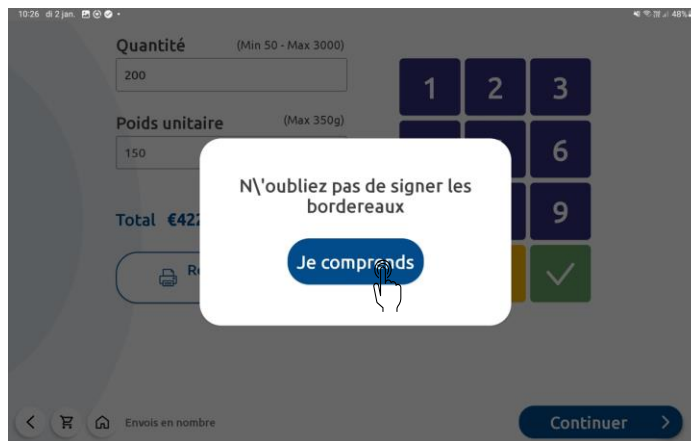 10:26 di 2 jan.
48%
Quantité (Min 50 - Max 3000)
200
Poids unitaire (Max 350g)
150
Total €422
1 2 3
6
9
N\'oubliez pas de signer les
bordereaux
Je comprends
Envois en nombre
Continuer